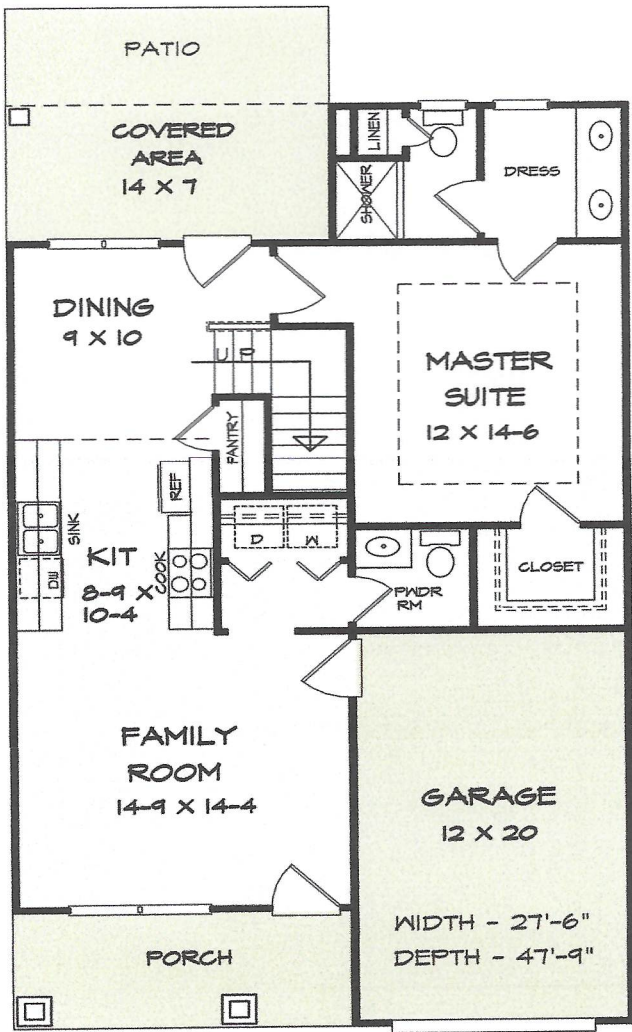 PATIO
COVERED
AREA
14 X 7
LINEN
SHOWER
DRESS
DINING
9 X 10
UP
MASTER
SUITE
12 X 14-6
PANTRY
REF
SINK
KIT
8-9 X
10-4
COOK
DW
D
W
PWDR
RM
CLOSET
FAMILY
ROOM
14-9 X 14-4
GARAGE
12 X 20
WIDTH - 27'-6"
DEPTH - 47'-9"
PORCH